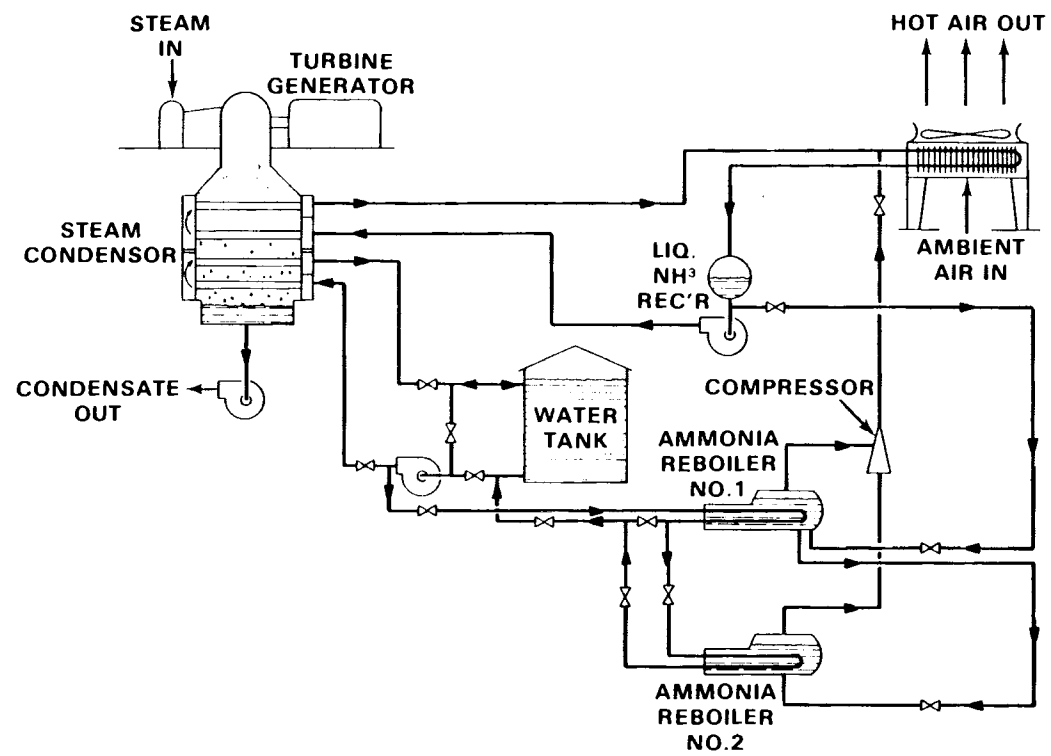 STEAM
IN
TURBINE
GENERATOR
HOT AIR OUT
STEAM
CONDENSOR
LIQ.
NH³
REC'R
AMBIENT
AIR IN
CONDENSATE
OUT
WATER
TANK
COMPRESSOR
AMMONIA
REBOILER
NO.1
AMMONIA
REBOILER
NO.2